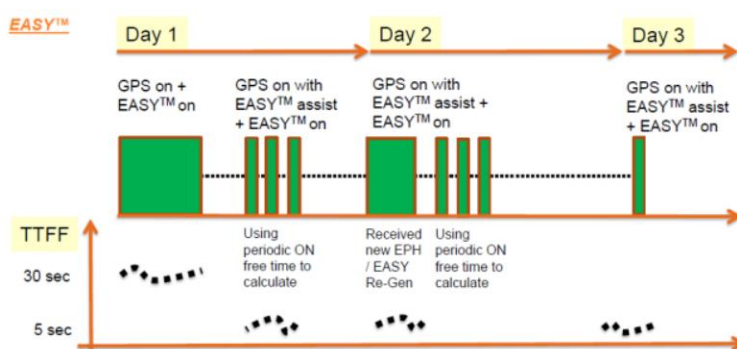 EASY™
Day 1
Day 2
Day 3
GPS on +
EASY™ on
GPS on with
EASY™ assist
+ EASY™ on
GPS on with
EASY™ assist +
EASY™ on
GPS on with
EASY™ assist
+ EASY™ on
TTFF
Using
periodic ON
free time to
calculate
Received
new EPH
/ EASY
Re-Gen
Using
periodic ON
free time to
calculate
30 sec
5 sec